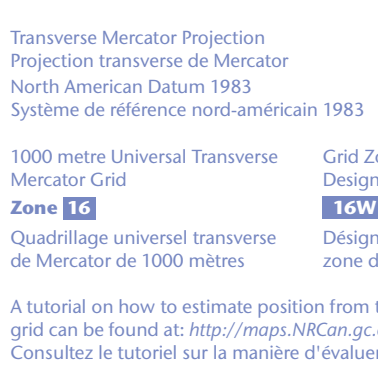 Transverse Mercator Projection
Projection transverse de Mercator
North American Datum 1983
Système de référence nord-américain 1983
1000 metre Universal Transverse
Mercator Grid
Zone 16
Quadrillage universel transverse
de Mercator de 1000 mètres
Grid
16W
zone
A tutorial on how to estimate position from
grid can be found at: http://maps.NRCan.gc.
Consultez le tutoriel sur la manière d'évaluer